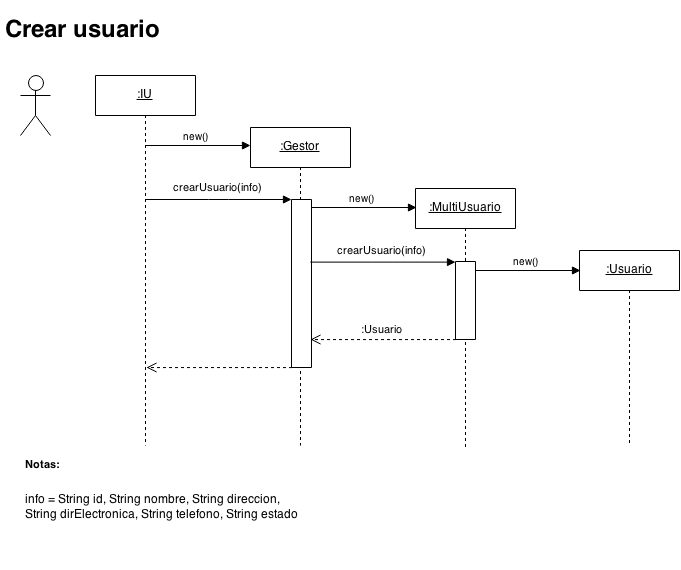 Crear usuario
:IU
new()
:Gestor
crearUsuario(info)
new()
:MultiUsuario
crearUsuario(info)
new()
:Usuario
:Usuario
Notas:
info = String id, String nombre, String direccion,
String dirElectronica, String telefono, String estado